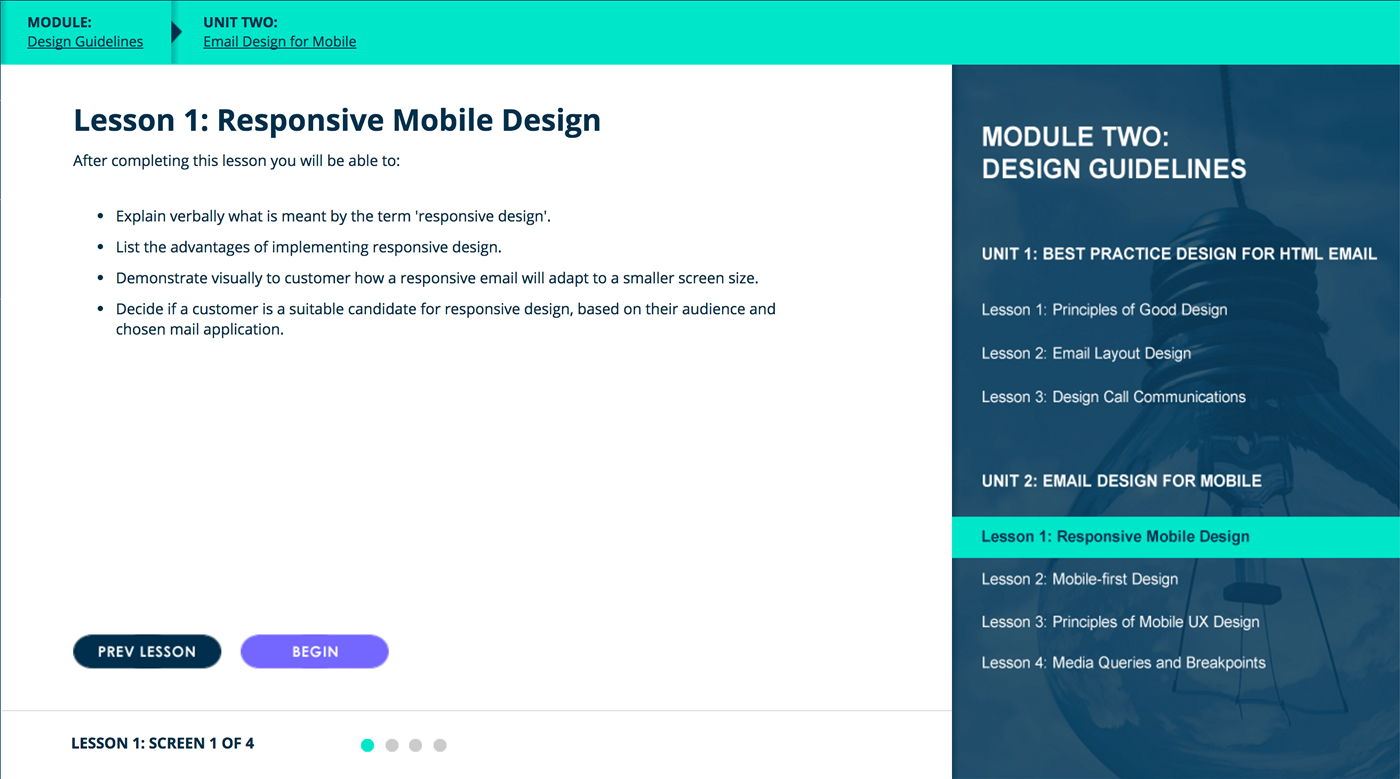 MODULE:
Design Guidelines
UNIT TWO:
Email Design for Mobile
Lesson 1: Responsive Mobile Design
After completing this lesson you will be able to:
• Explain verbally what is meant by the term 'responsive design'.
• List the advantages of implementing responsive design.
• Demonstrate visually to customer how a responsive email will adapt to a smaller screen size.
• Decide if a customer is a suitable candidate for responsive design, based on their audience and
chosen mail application.
PREV LESSON
BEGIN
LESSON 1: SCREEN 1 OF 4
MODULE TWO:
DESIGN GUIDELINES
UNIT 1: BEST PRACTICE DESIGN FOR HTML EMAIL
Lesson 1: Principles of Good Design
Lesson 2: Email Layout Design
Lesson 3: Design Call Communications
UNIT 2: EMAIL DESIGN FOR MOBILE
Lesson 1: Responsive Mobile Design
Lesson 2: Mobile-first Design
Lesson 3: Principles of Mobile UX Design
Lesson 4: Media Queries and Breakpoints